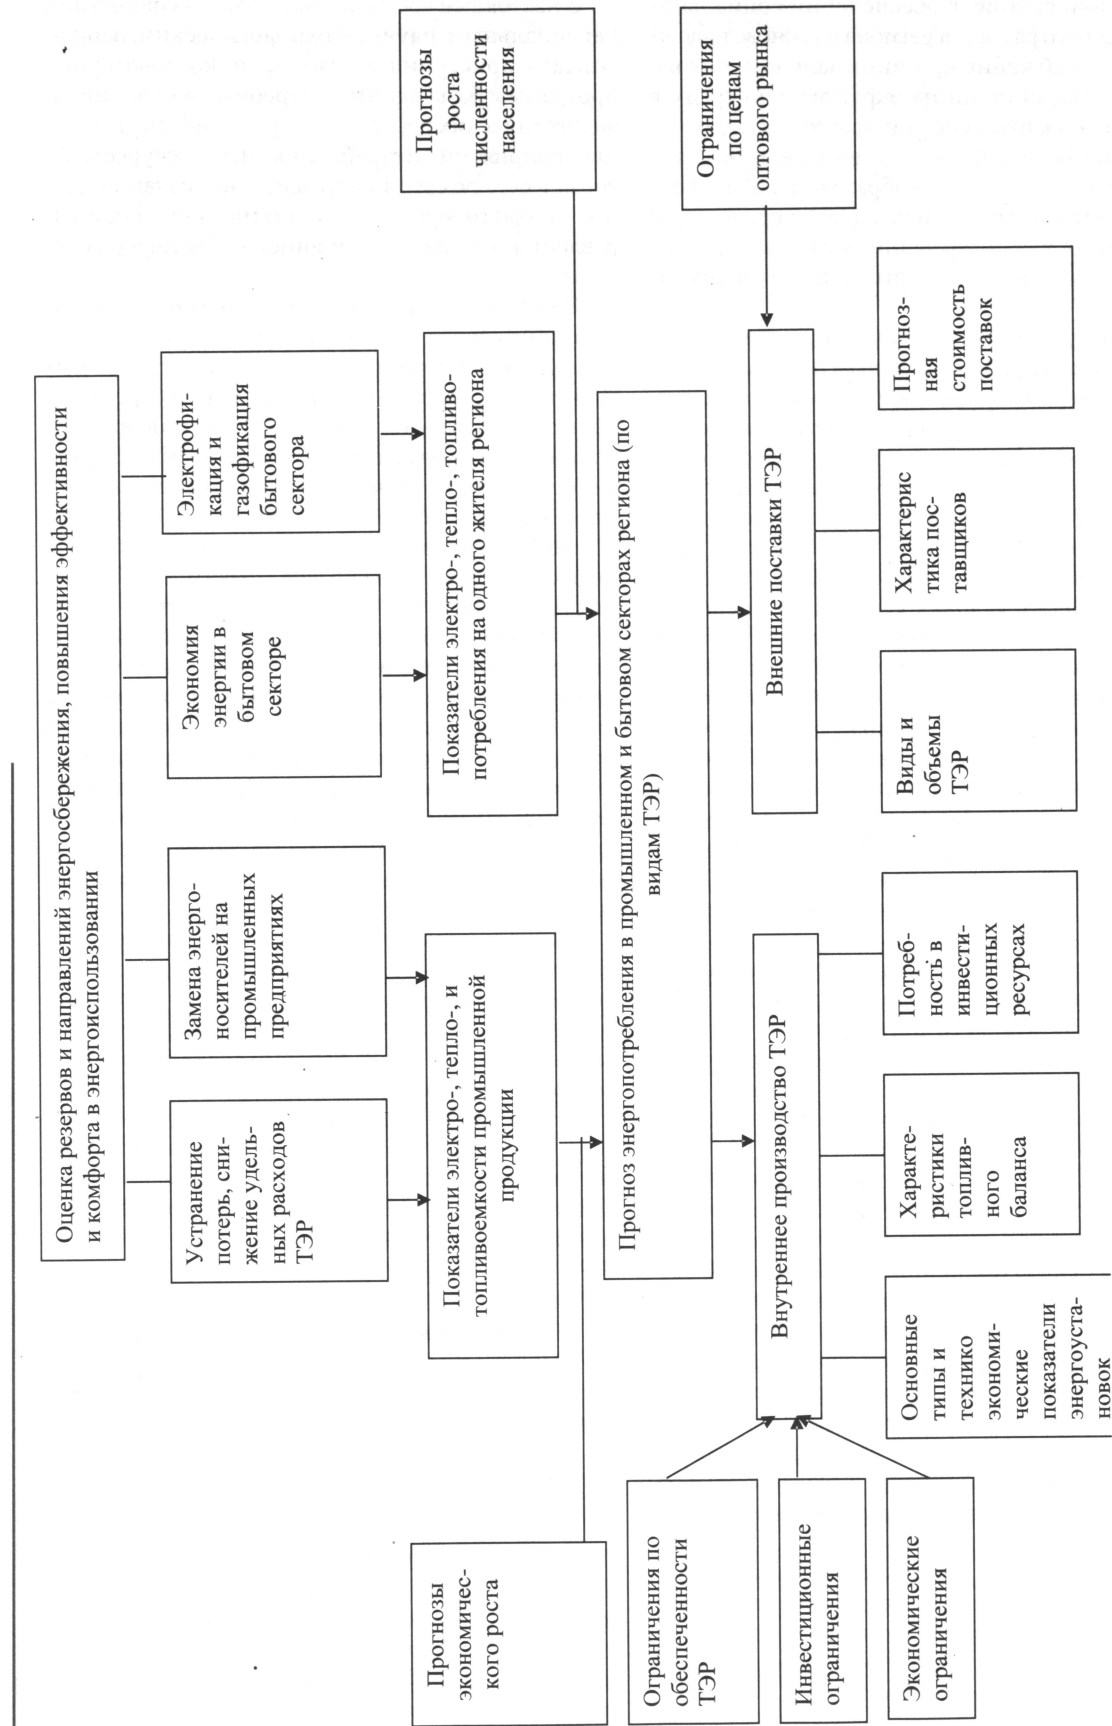 Оценка резервов и направлений энергосбережения, повышения эффективности
и комфорта в энергоиспользовании
Устранение
потерь, сни-
жение удель-
ных расходов
ТЭР
Замена энерго-
носителей на
промышленных
предприятиях
Экономия
энергии в
бытовом
секторе
Электрофи-
кация и
газофикация
бытового
сектора
Прогнозы
экономичес-
кого роста
Показатели электро-, тепло-, и
топливоемкости промышленной
продукции
Показатели электро-, тепло-, топливо-
потребления на одного жителя региона
Прогнозы
роста
численности
населения
Прогноз энергопотребления в промышленном и бытовом секторах региона (по
видам ТЭР)
Ограничения по
обеспеченности
ТЭР
Инвестиционные
ограничения
Экономические
ограничения
Внутреннее производство ТЭР
Внешние поставки ТЭР
Ограничения
по ценам
оптового рынка
Основные
типы и
технико
экономи-
ческие
показатели
энергоуста-
новок
Характе-
ристики
топлив-
ного
баланса
Потреб-
ность в
инвести-
ционных
ресурсах
Виды и
объемы
ТЭР
Характерис
тика пос-
тавщиков
Прогноз-
ная
стоимость
поставок